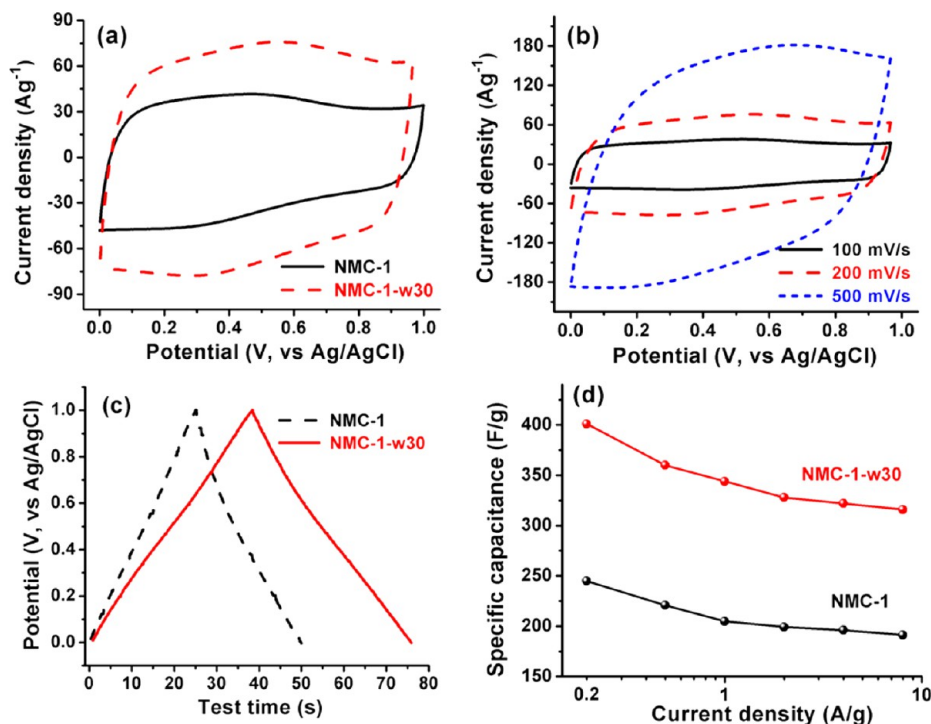 (a)
Current density (Ag⁻¹)
90
60
30
0
-30
-60
-90
NMC-1
NMC-1-w30
0.0 0.2 0.4 0.6 0.8 1.0
Potential (V, vs Ag/AgCl)
(b)
Current density (Ag⁻¹)
180
120
60
0
-60
-120
-180
100 mV/s
200 mV/s
500 mV/s
0.0 0.2 0.4 0.6 0.8 1.0
Potential (V, vs Ag/AgCl)
(c)
Potential (V, vs Ag/AgCl)
1.0
0.8
0.6
0.4
0.2
0.0
NMC-1
NMC-1-w30
0 10 20 30 40 50 60 70 80
Test time (s)
(d)
Specific capacitance (F/g)
400
350
300
250
200
150
NMC-1-w30
NMC-1
0.2 1 10
Current density (A/g)